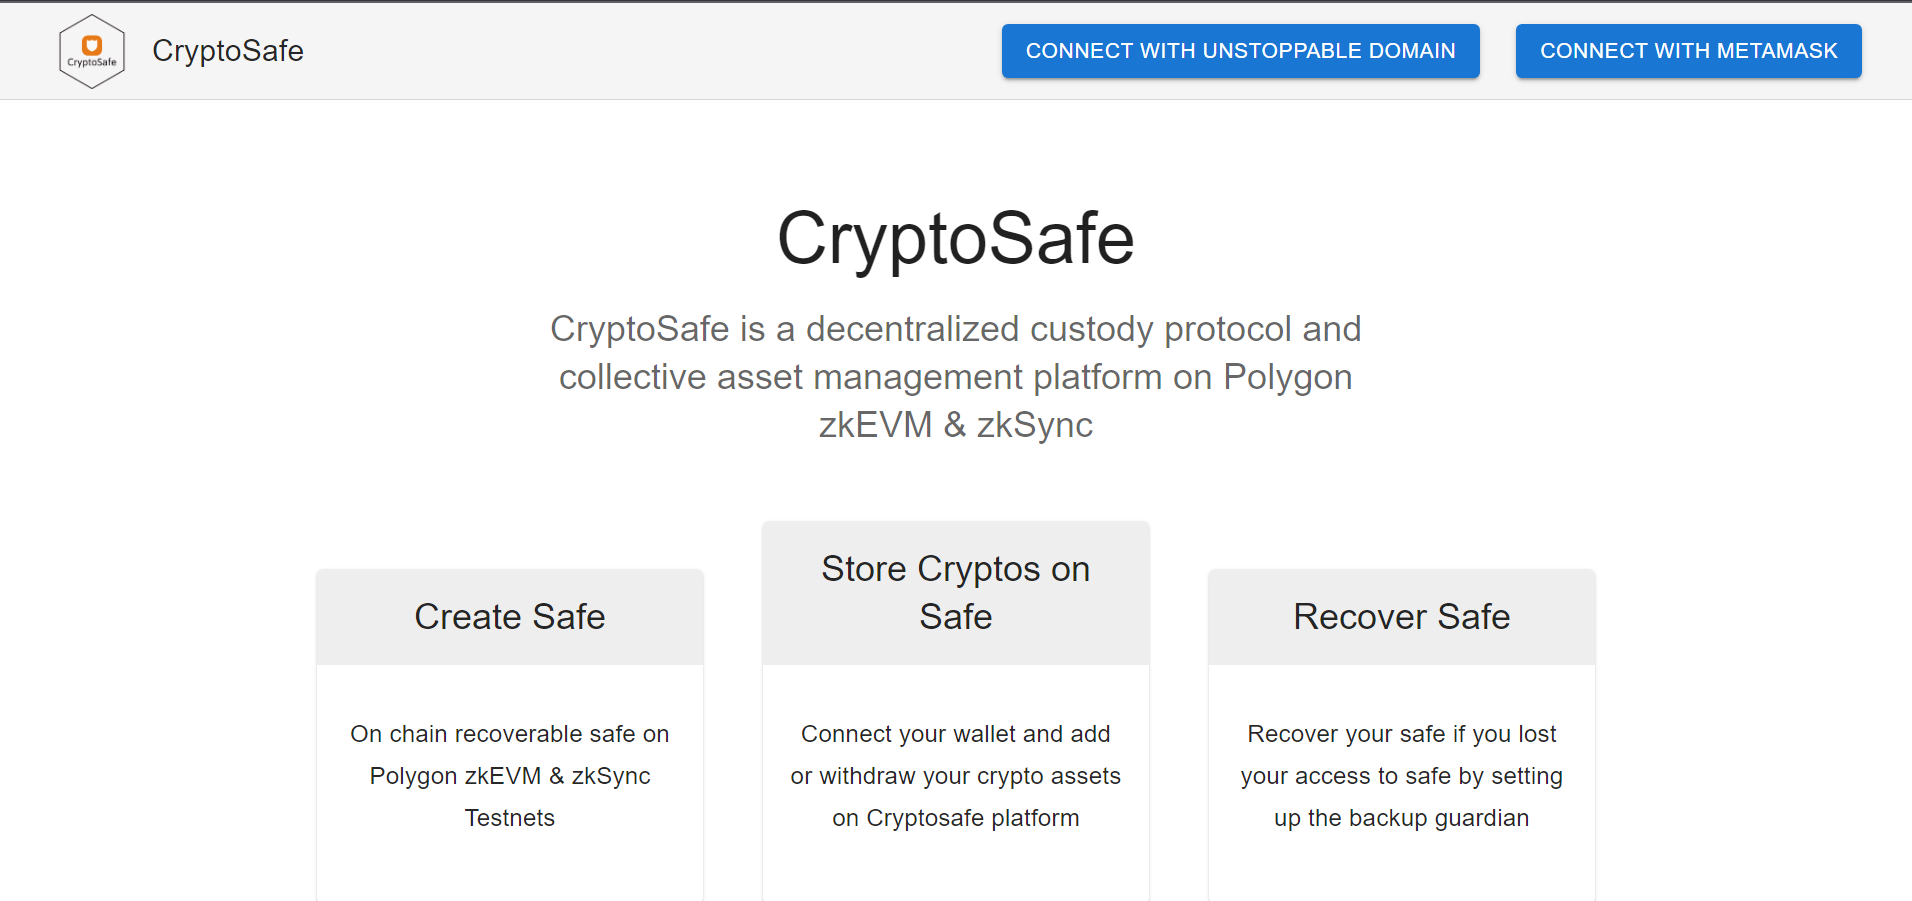 CryptoSafe
CryptoSafe
CONNECT WITH UNSTOPPABLE DOMAIN
CONNECT WITH METAMASK
CryptoSafe
CryptoSafe is a decentralized custody protocol and
collective asset management platform on Polygon
zkEVM & zkSync
Create Safe
On chain recoverable safe on
Polygon zkEVM & zkSync
Testnets
Store Cryptos on
Safe
Connect your wallet and add
or withdraw your crypto assets
on Cryptosafe platform
Recover Safe
Recover your safe if you lost
your access to safe by setting
up the backup guardian